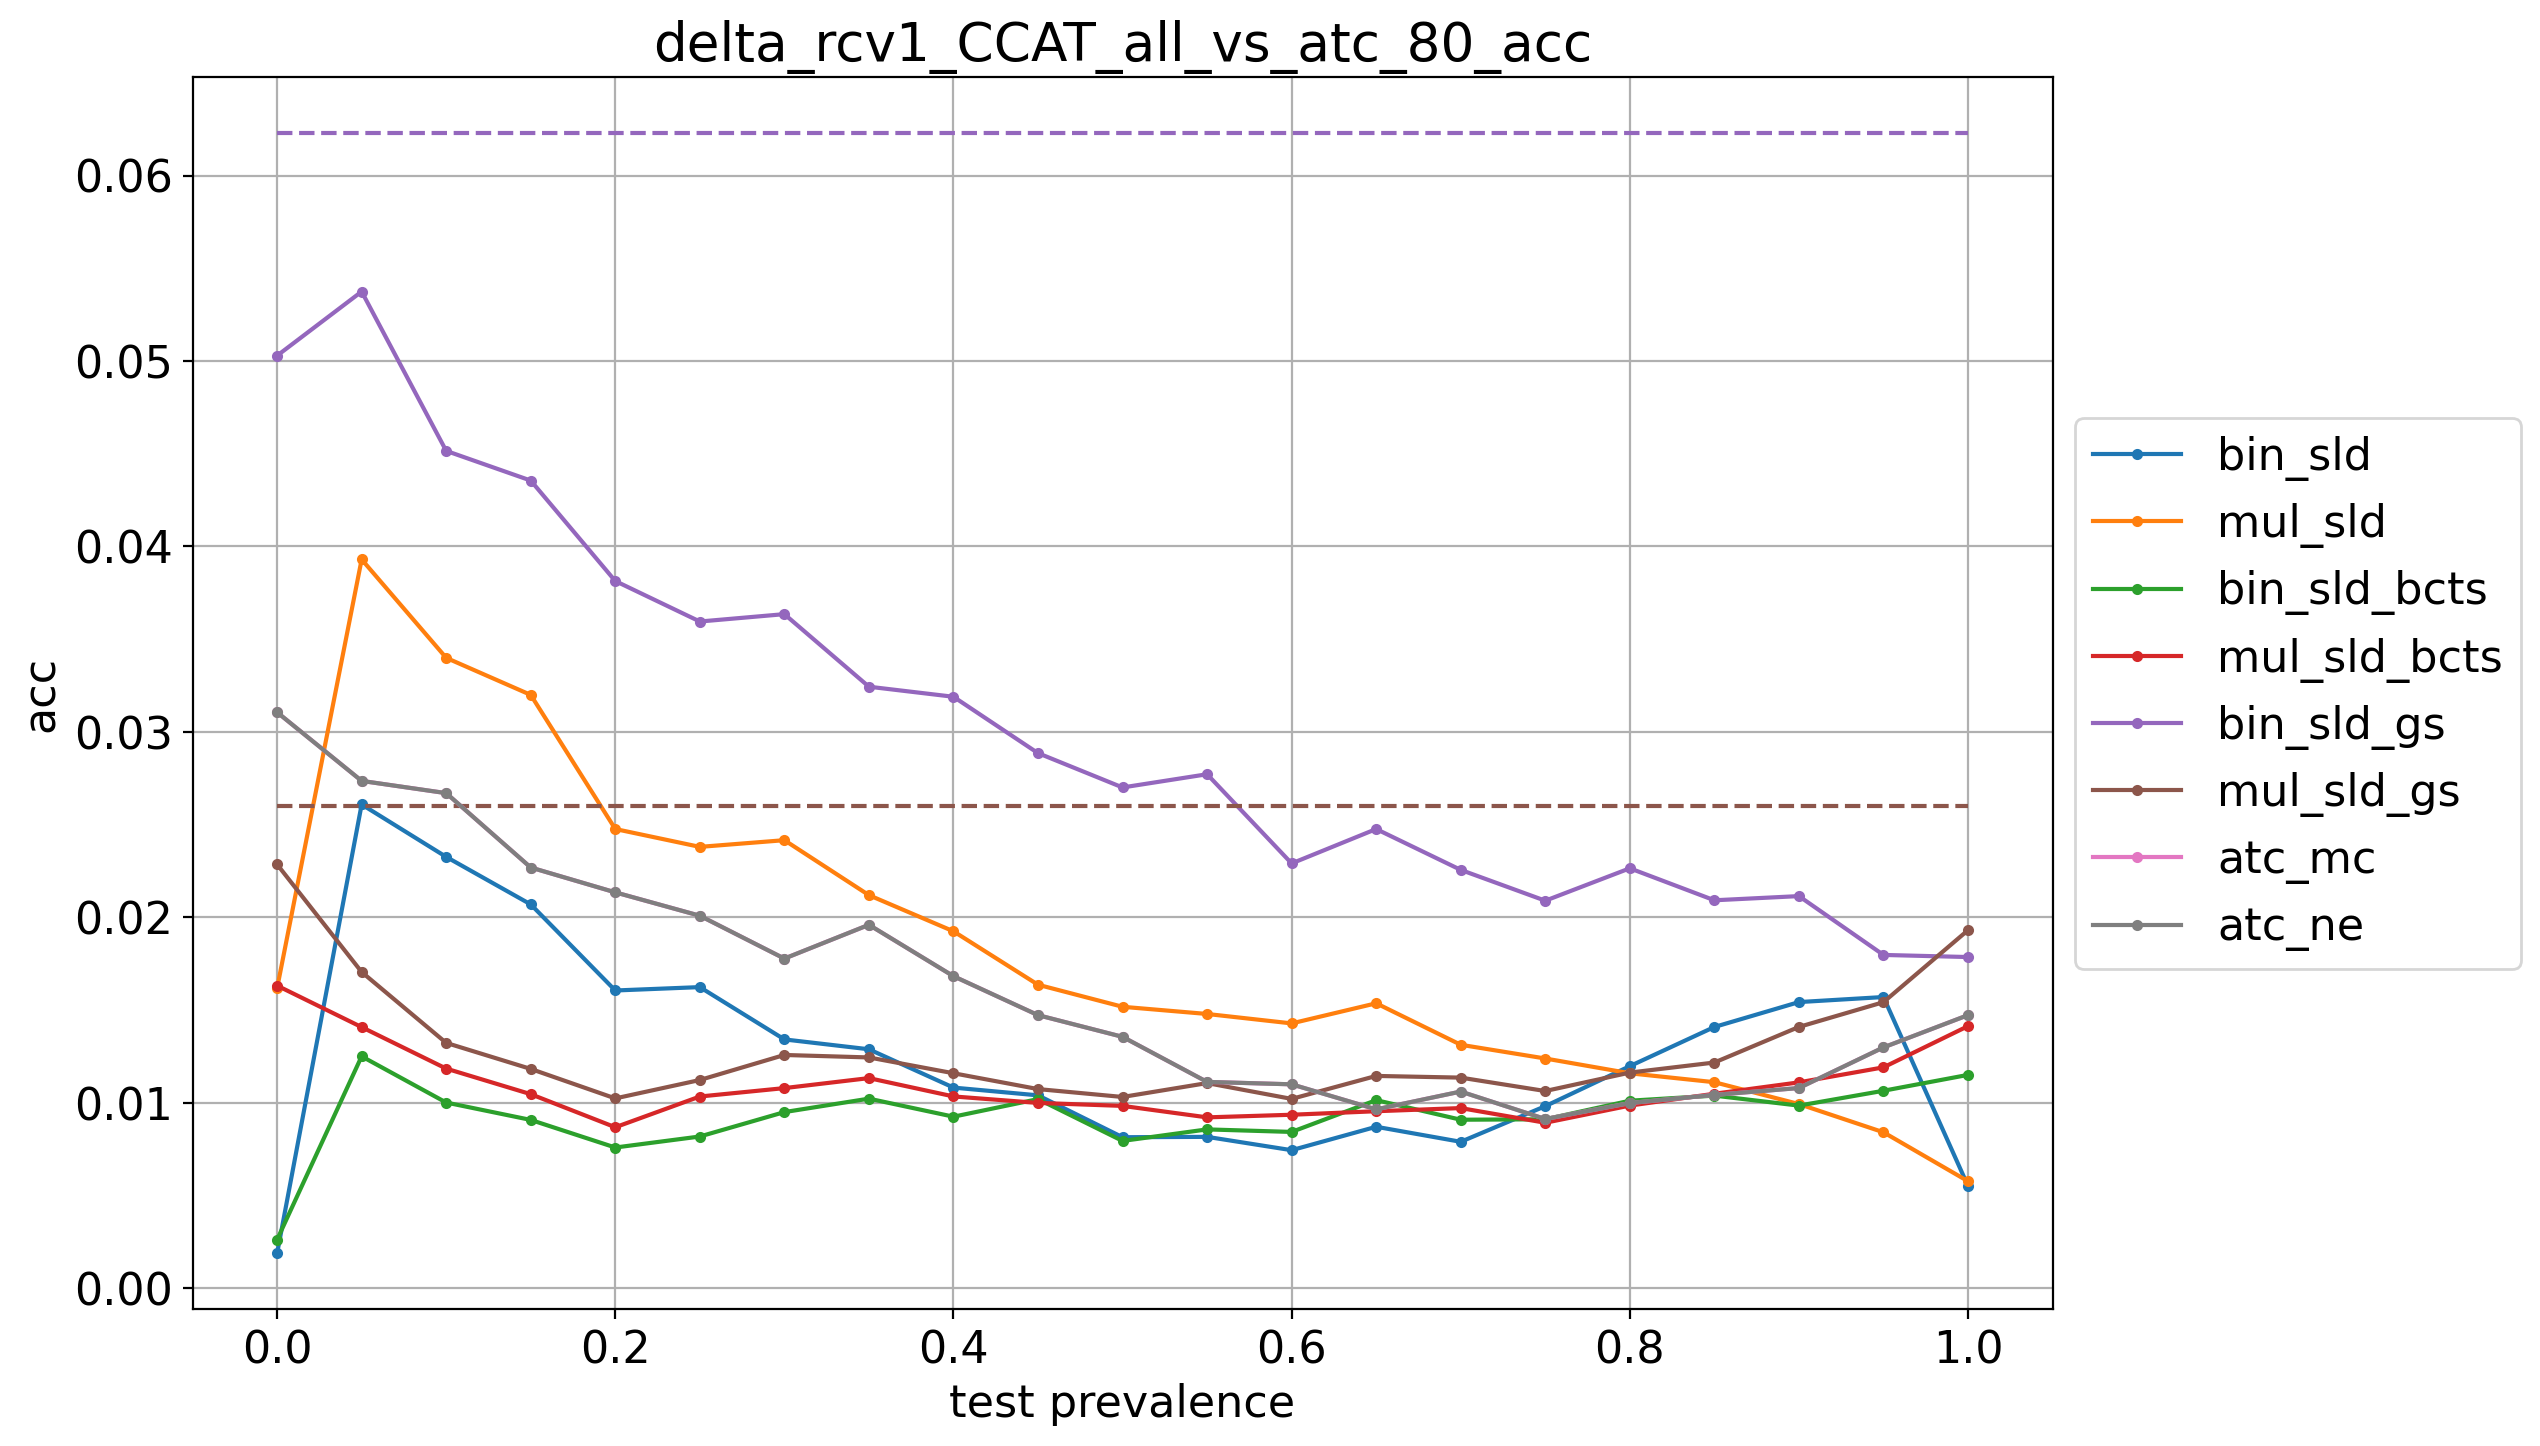 delta_rcv1_CCAT_all_vs_atc_80_acc
0.06
0.05
0.04
0.03
0.02
0.01
0.00
acc
0.0 0.2 0.4 0.6 0.8 1.0
test prevalence
bin_sld
mul_sld
bin_sld_bcts
mul_sld_bcts
bin_sld_gs
mul_sld_gs
atc_mc
atc_ne